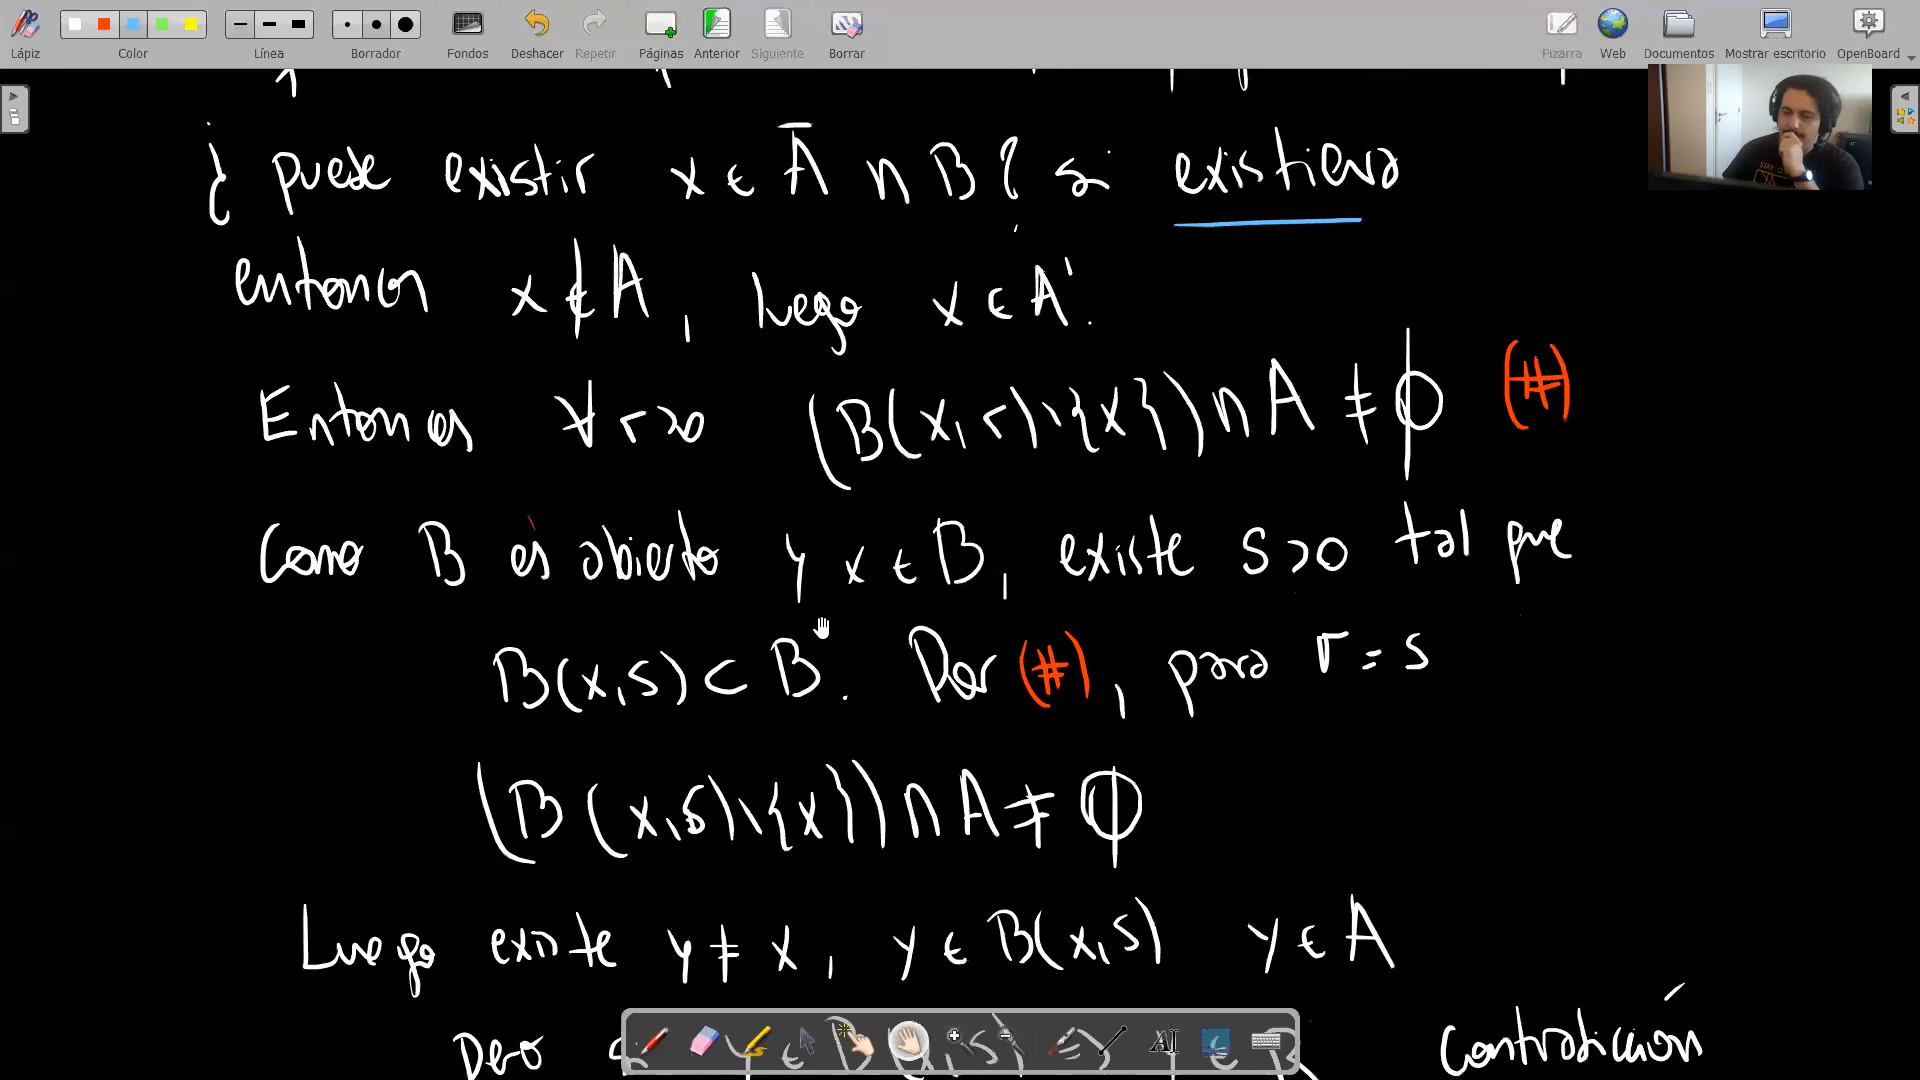 Lápiz Color Línea Borrador Fondos Deshacer Repetir Páginas Anterior Siguiente Borrar Pizarra Web Documentos Mostrar escritorio OpenBoard
¿ puede existir x ∈ Ā ∩ B? si existiera
entonces x ∉ A, luego x ∈ A'.
Entonces ∀ r>0 (B(x,r)\{x})∩A ≠ ∅ (#)
Como B es abierto y x ∈ B, existe s>0 tal que
B(x,s) ⊂ B. Por (#), para r = s
(B(x,s)\{x})∩A ≠ ∅
Luego existe y ≠ x, y ∈ B(x,s) y ∈ A
Pero y ∈ B(x,s) ⇒ y ∈ B Contradicción